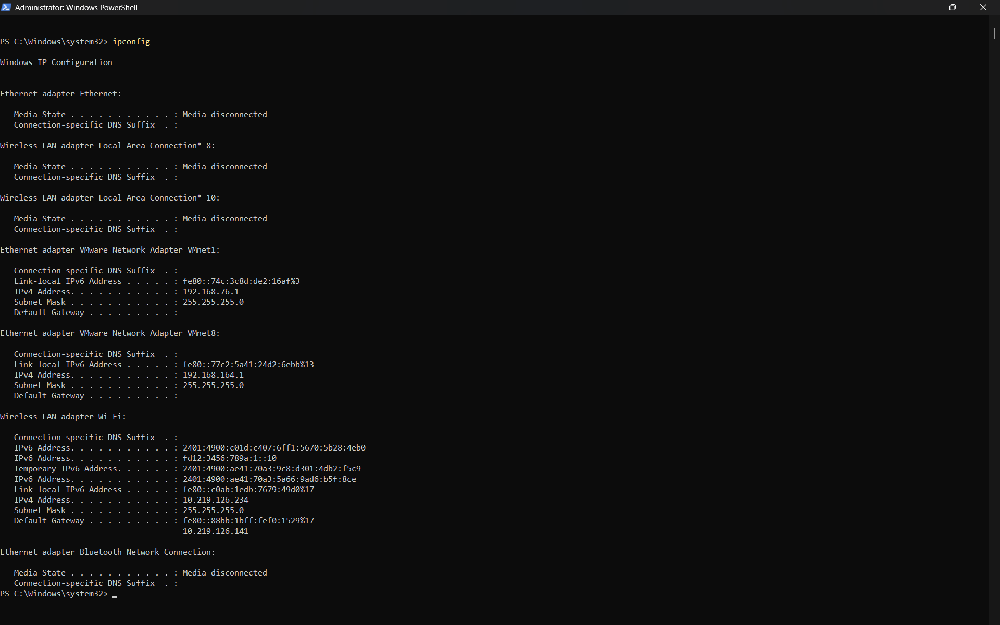 Administrator: Windows PowerShell
PS C:\Windows\system32> ipconfig
Windows IP Configuration
Ethernet adapter Ethernet:
   Media State . . . . . . . . . . . : Media disconnected
   Connection-specific DNS Suffix  . :
Wireless LAN adapter Local Area Connection* 8:
   Media State . . . . . . . . . . . : Media disconnected
   Connection-specific DNS Suffix  . :
Wireless LAN adapter Local Area Connection* 10:
   Media State . . . . . . . . . . . : Media disconnected
   Connection-specific DNS Suffix  . :
Ethernet adapter VMware Network Adapter VMnet1:
   Connection-specific DNS Suffix  . :
   Link-local IPv6 Address . . . . . : fe80::74c:3c8d:de2:16af%3
   IPv4 Address. . . . . . . . . . . : 192.168.76.1
   Subnet Mask . . . . . . . . . . . : 255.255.255.0
   Default Gateway . . . . . . . . . :
Ethernet adapter VMware Network Adapter VMnet8:
   Connection-specific DNS Suffix  . :
   Link-local IPv6 Address . . . . . : fe80::77c2:5a41:24d2:6ebb%13
   IPv4 Address. . . . . . . . . . . : 192.168.164.1
   Subnet Mask . . . . . . . . . . . : 255.255.255.0
   Default Gateway . . . . . . . . . :
Wireless LAN adapter Wi-Fi:
   Connection-specific DNS Suffix  . :
   IPv6 Address. . . . . . . . . . . : 2401:4900:c01d:c407:6ff1:5670:5b28:4eb0
   IPv6 Address. . . . . . . . . . . : fd12:3456:789a:1::10
   Temporary IPv6 Address. . . . . . : 2401:4900:ae41:70a3:9c8:d301:4db2:f5c9
   IPv6 Address. . . . . . . . . . . : 2401:4900:ae41:70a3:5a66:9ad6:b5f:8ce
   Link-local IPv6 Address . . . . . : fe80::c0ab:1edb:7679:49d0%17
   IPv4 Address. . . . . . . . . . . : 10.219.126.234
   Subnet Mask . . . . . . . . . . . : 255.255.255.0
   Default Gateway . . . . . . . . . : fe80::88bb:1bff:fef0:1529%17
                                       10.219.126.141
Ethernet adapter Bluetooth Network Connection:
   Media State . . . . . . . . . . . : Media disconnected
   Connection-specific DNS Suffix  . :
PS C:\Windows\system32>